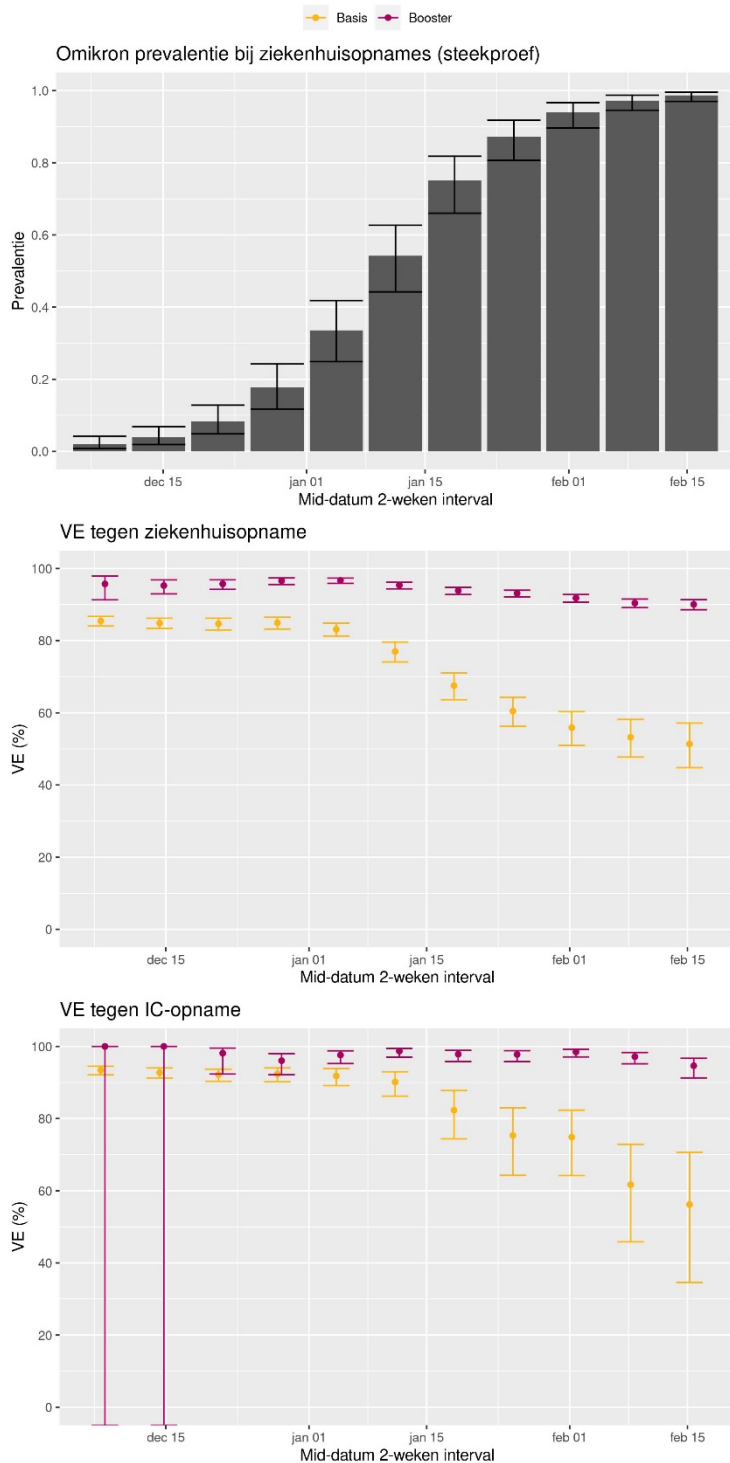 Basis Booster
Omikron prevalentie bij ziekenhuisopnames (steekproef)
1.0
0.8
0.6
0.4
0.2
0.0
Prevalentie
dec 15 jan 01 jan 15 feb 01 feb 15
Mid-datum 2-weken interval
VE tegen ziekenhuisopname
100
80
60
40
20
0
VE (%)
dec 15 jan 01 jan 15 feb 01 feb 15
Mid-datum 2-weken interval
VE tegen IC-opname
100
80
60
40
20
0
VE (%)
dec 15 jan 01 jan 15 feb 01 feb 15
Mid-datum 2-weken interval